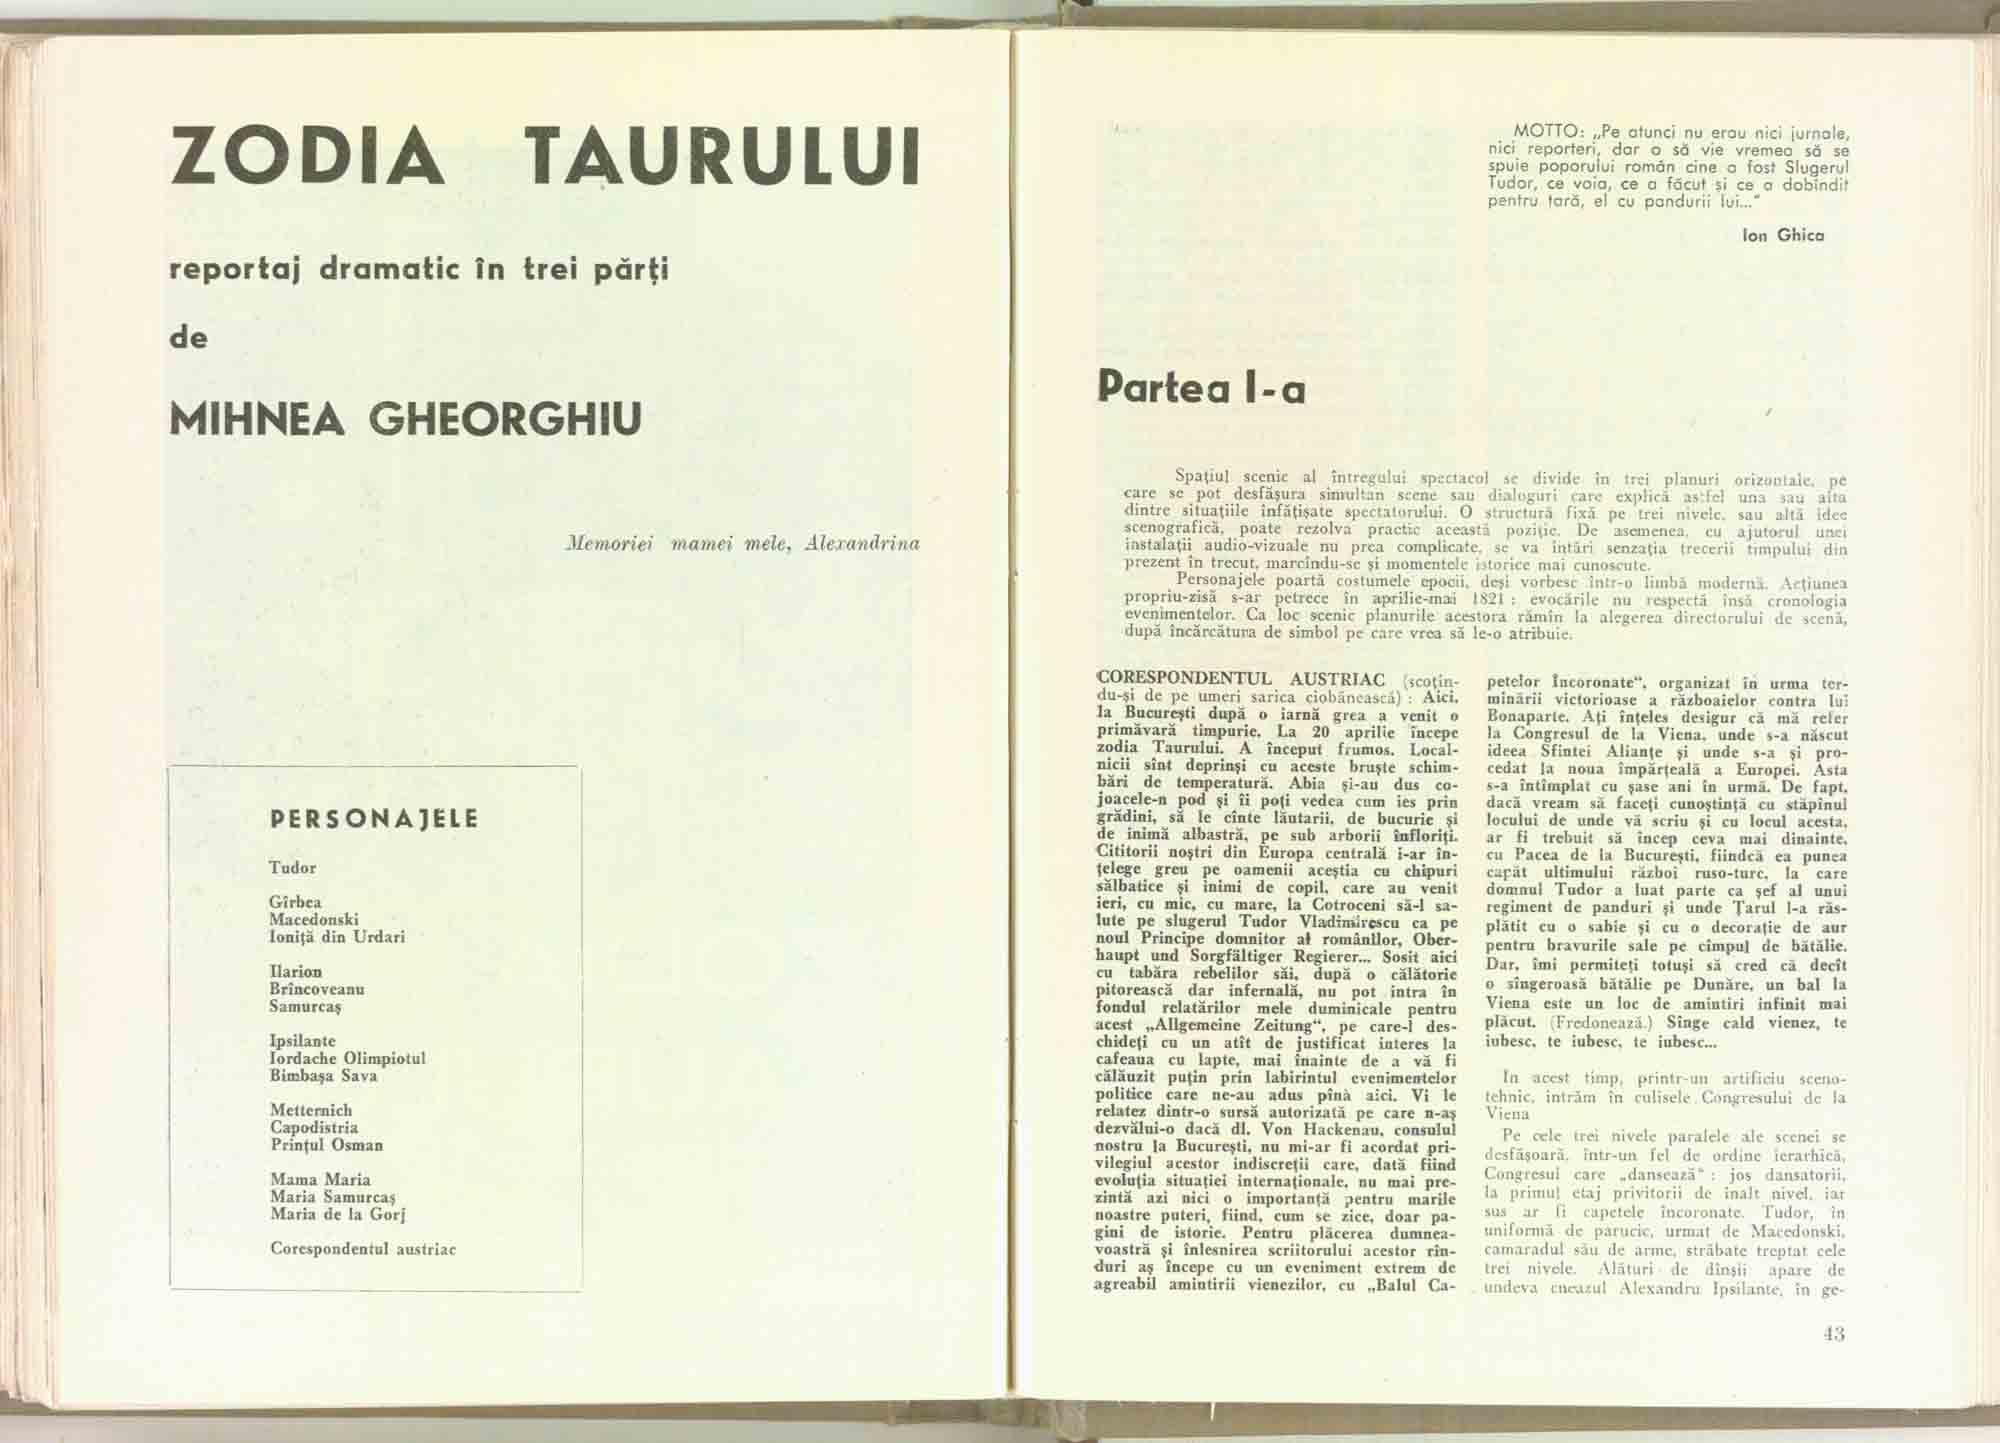 ZODIA TAURULUI
reportaj dramatic în trei părți
de
MIHNEA GHEORGHIU
Memoriei mamei mele, Alexandrina
PERSONAJELE
Tudor
Gîrbea
Macedonski
Ioniță din Urdari
Ilarion
Brîncoveanu
Samurcaș
Ipsilante
Iordache Olimpiotul
Bimbașa Sava
Metternich
Capodistria
Prințul Osman
Mama Maria
Maria Samurcaș
Maria de la Gorj
Corespondentul austriac
MOTTO: „Pe atunci nu erau nici jurnale,
nici reporteri, dar o să vie vremea să se
spuie poporului român cine a fost Slugerul
Tudor, ce voia, ce a făcut și ce a dobîndit
pentru țară, el cu pandurii lui..."
Ion Ghica
Partea I-a
Spațiul scenic al întregului spectacol se divide în trei planuri orizontale, pe
care se pot desfășura simultan scene sau dialoguri care explică astfel una sau alta
dintre situațiile înfățișate spectatorului. O structură fixă pe trei nivele, sau altă idee
scenografică, poate rezolva practic această poziție. De asemenea, cu ajutorul unei
instalații audio-vizuale nu prea complicate, se va întări senzația trecerii timpului din
prezent în trecut, marcîndu-se și momentele istorice mai cunoscute.
Personajele poartă costumele epocii, deși vorbesc într-o limbă modernă. Acțiunea
propriu-zisă s-ar petrece în aprilie-mai 1821 : evocările nu respectă însă cronologia
evenimentelor. Ca loc scenic planurile acestora rămîn la alegerea directorului de scenă,
după încărcătura de simbol pe care vrea să le-o atribuie.
CORESPONDENTUL AUSTRIAC (scoțîn-
du-și de pe umeri sarica ciobănească) : Aici,
la București după o iarnă grea a venit o
primăvară timpurie. La 20 aprilie începe
zodia Taurului. A început frumos. Local-
nicii sînt deprinși cu aceste bruște schim-
bări de temperatură. Abia și-au dus co-
joacele-n pod și îi poți vedea cum ies prin
grădini, să le cînte lăutarii, de bucurie și
de inimă albastră, pe sub arborii înfloriți.
Cititorii noștri din Europa centrală i-ar în-
țelege greu pe oamenii aceștia cu chipuri
sălbatice și inimi de copil, care au venit
ieri, cu mic, cu mare, la Cotroceni să-l sa-
lute pe slugerul Tudor Vladimirescu ca pe
noul Principe domnitor al românilor, Ober-
haupt und Sorgfältiger Regierer... Sosit aici
cu tabăra rebelilor săi, după o călătorie
pitorească dar infernală, nu pot intra în
fondul relatărilor mele duminicale pentru
acest „Allgemeine Zeitung", pe care-l des-
chideți cu un atît de justificat interes la
cafeaua cu lapte, mai înainte de a vă fi
călăuzit puțin prin labirintul evenimentelor
politice care ne-au adus pînă aici. Vi le
relatez dintr-o sursă autorizată pe care n-aș
dezvălui-o dacă dl. Von Hackenau, consulul
nostru la București, nu mi-ar fi acordat pri-
vilegiul acestor indiscreții care, dată fiind
evoluția situației internaționale, nu mai pre-
zintă azi nici o importanță pentru marile
noastre puteri, fiind, cum se zice, doar pa-
gini de istorie. Pentru plăcerea dumnea-
voastră și înlesnirea scriitorului acestor rîn-
duri aș începe cu un eveniment extrem de
agreabil amintirii vienezilor, cu „Balul Ca-
petelor Încoronate", organizat în urma ter-
minării victorioase a războaielor contra lui
Bonaparte. Ați înțeles desigur că mă refer
la Congresul de la Viena, unde s-a născut
ideea Sfintei Alianțe și unde s-a și pro-
cedat la noua împărțeală a Europei. Asta
s-a întîmplat cu șase ani în urmă. De fapt,
dacă vream să faceți cunoștință cu stăpînul
locului de unde vă scriu și cu locul acesta,
ar fi trebuit să încep ceva mai dinainte,
cu Pacea de la București, fiindcă ea punea
capăt ultimului război ruso-turc, la care
domnul Tudor a luat parte ca șef al unui
regiment de panduri și unde Țarul l-a răs-
plătit cu o sabie și cu o decorație de aur
pentru bravurile sale pe cîmpul de bătălie.
Dar, îmi permiteți totuși să cred că decît
o sîngeroasă bătălie pe Dunăre, un bal la
Viena este un loc de amintiri infinit mai
plăcut. (Fredonează.) Sînge cald vienez, te
iubesc, te iubesc, te iubesc...
In acest timp, printr-un artificiu sceno-
tehnic, intrăm în culisele Congresului de la
Viena
Pe cele trei nivele paralele ale scenei se
desfășoară, într-un fel de ordine ierarhică,
Congresul care „dansează" : jos dansatorii,
la primul etaj privitorii de înalt nivel, iar
sus ar fi capetele încoronate. Tudor, în
uniformă de parucic, urmat de Macedonski,
camaradul său de arme, străbate treptat cele
trei nivele. Alături de dînșii apare de
undeva cneazul Alexandru Ipsilante, în ge-
43